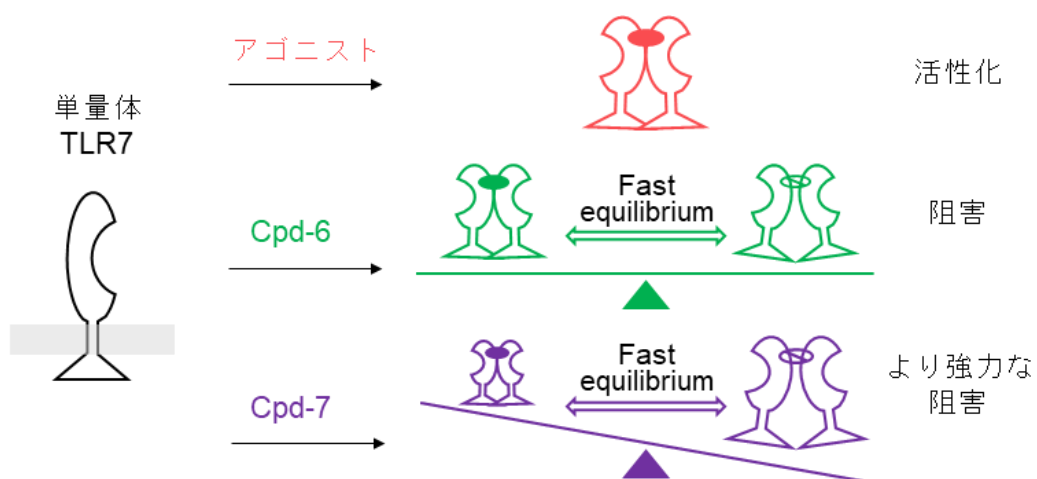 アゴニスト
活性化
単量体
TLR7
Cpd-6
Fast
equilibrium
阻害
Cpd-7
Fast
equilibrium
より強力な
阻害